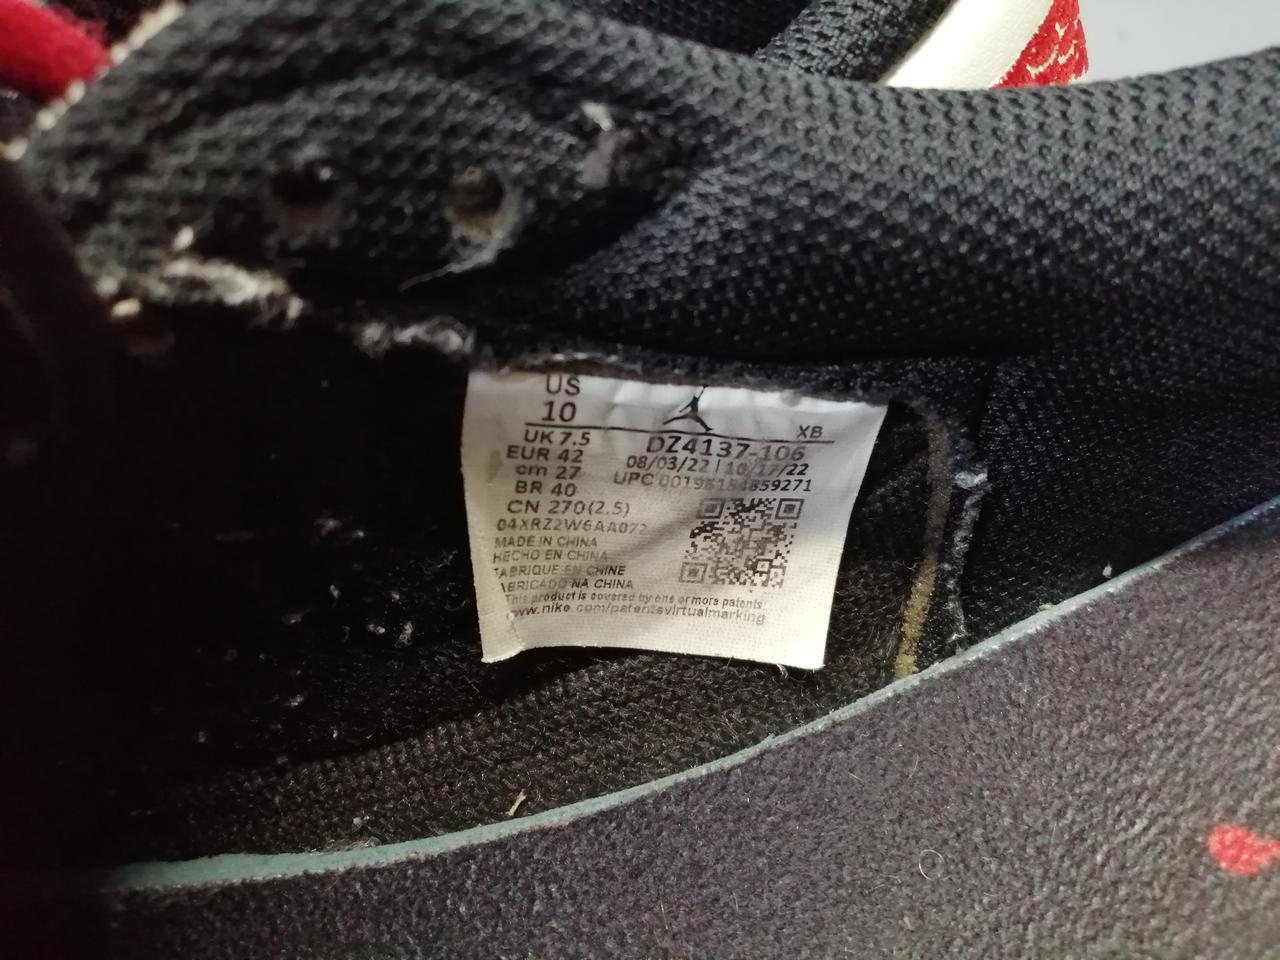 US
10
XB
UK 7.5
DZ4137-106
EUR 42
08/03/22 | 10/17/22
cm 27
UPC
BR 40
CN 270(2.5)
MADE IN CHINA
HECHO EN CHINA
FABRIQUE EN CHINE
FABRICADO NA CHINA
This product is covered by one or more patents
www.nike.com/patentsvirtualmarking